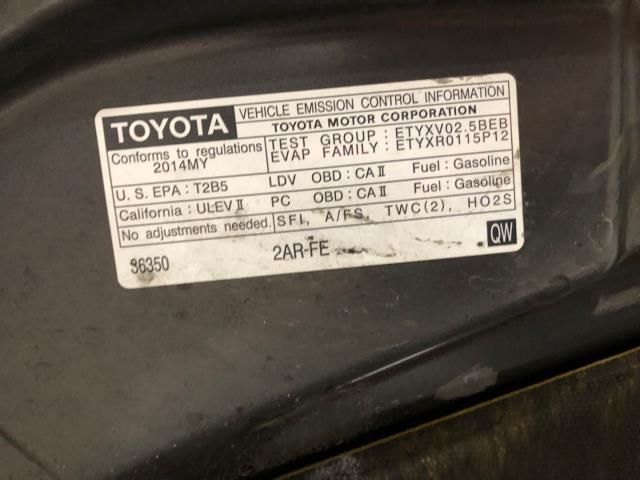 TOYOTA
VEHICLE EMISSION CONTROL INFORMATION
TOYOTA MOTOR CORPORATION
Conforms to regulations
2014MY
TEST GROUP : ETYXV02.5BEB
EVAP FAMILY : ETYXR0115P12
U.S. EPA : T2B5 LDV OBD : CA II Fuel : Gasoline
California : ULEV II PC OBD : CA II Fuel : Gasoline
No adjustments needed. SFI, A/FS, TWC(2), HO2S
36350 2AR-FE QW